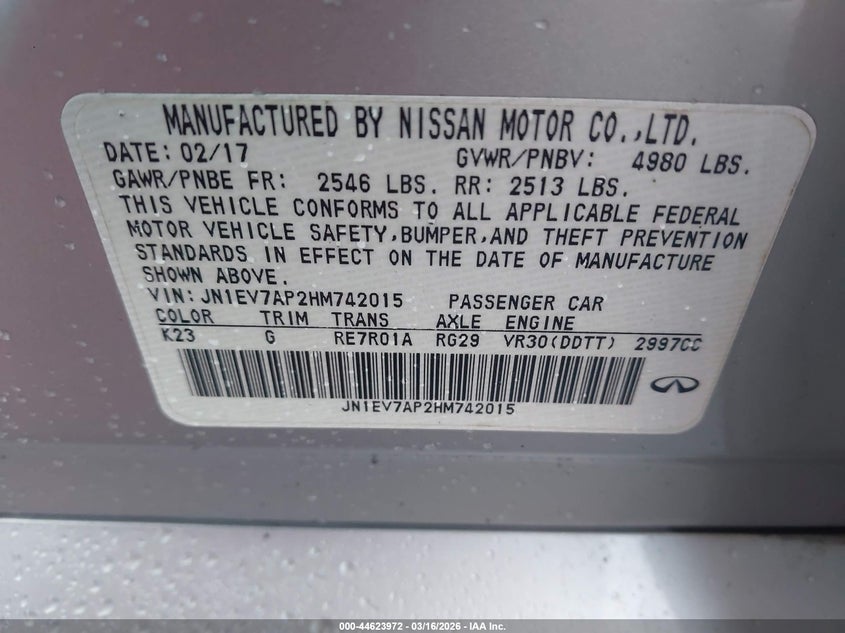 MANUFACTURED BY NISSAN MOTOR CO.,LTD.
DATE: 02/17 GVWR/PNBV: 4980 LBS.
GAWR/PNBE FR: 2546 LBS. RR: 2513 LBS.
THIS VEHICLE CONFORMS TO ALL APPLICABLE FEDERAL
MOTOR VEHICLE SAFETY,BUMPER,AND THEFT PREVENTION
STANDARDS IN EFFECT ON THE DATE OF MANUFACTURE
SHOWN ABOVE.
VIN: JN1EV7AP2HM742015 PASSENGER CAR
COLOR TRIM TRANS AXLE ENGINE
K23 G RE7R01A RG29 VR30(DDTT) 2997CC
JN1EV7AP2HM742015
000-44623972 - 03/16/2026 - IAA Inc.